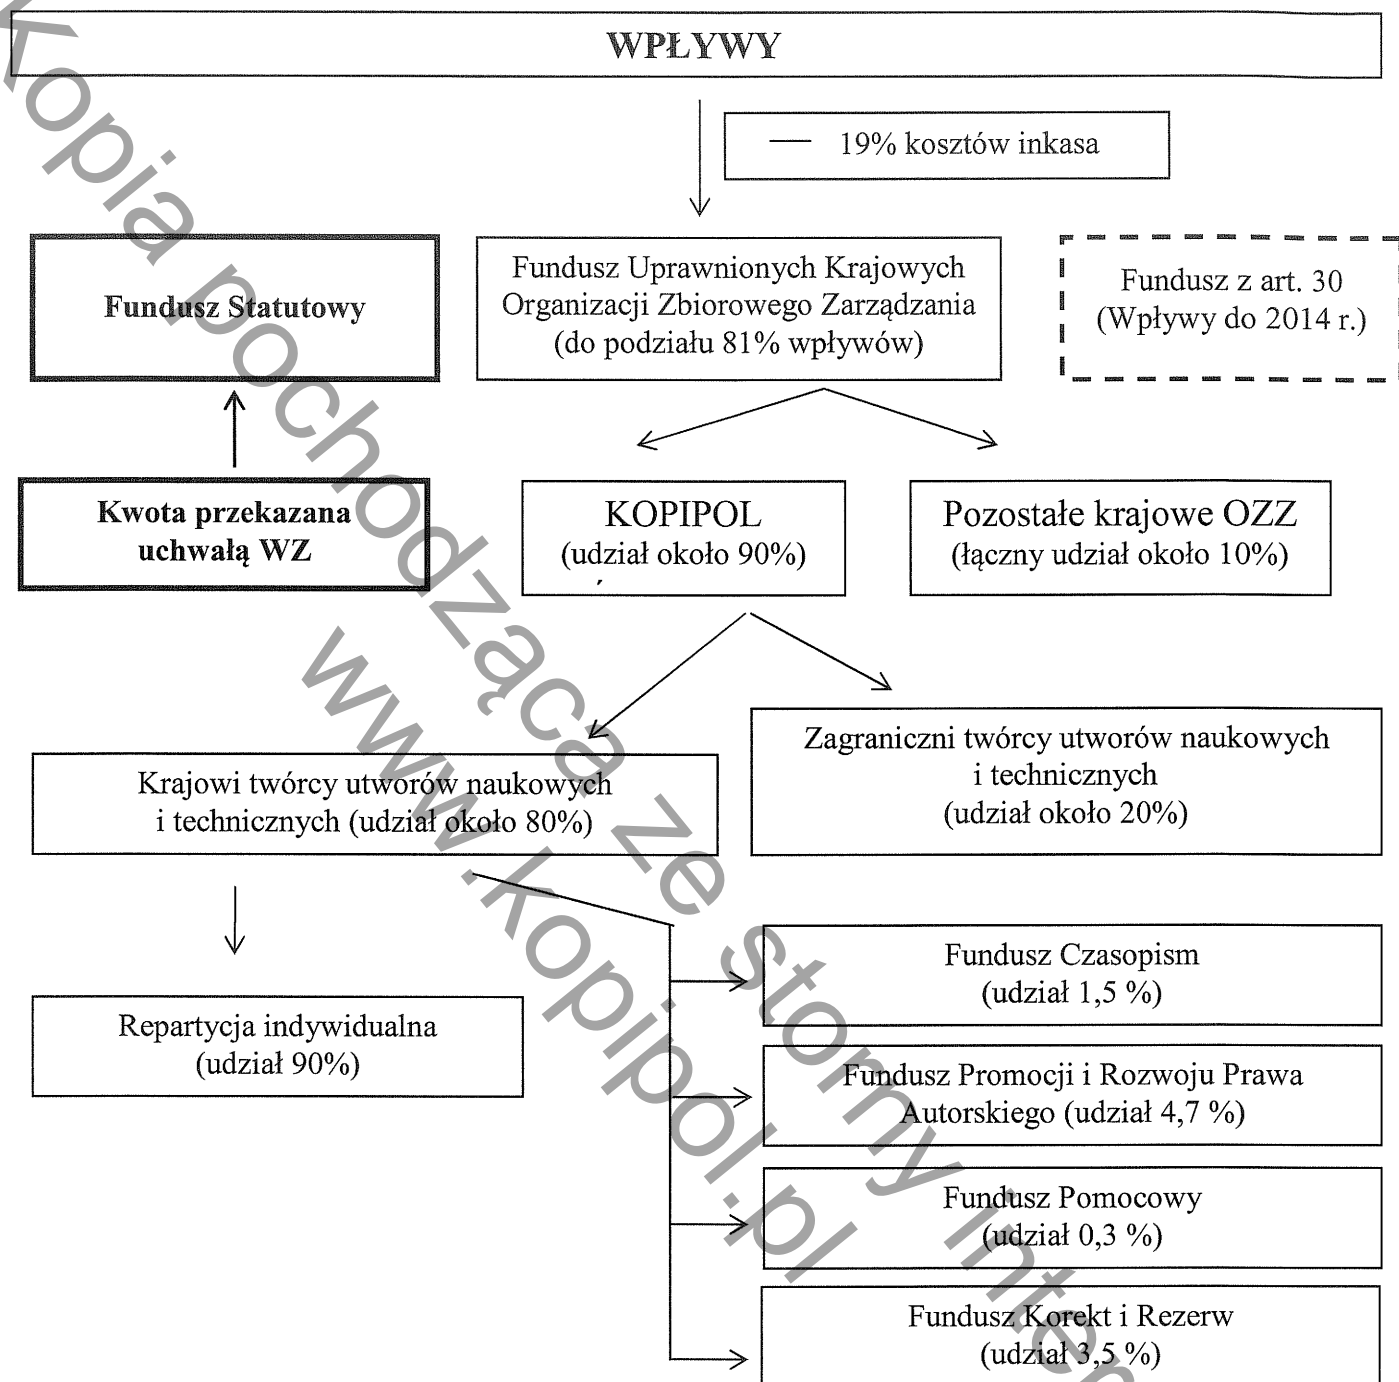 WPŁYWY
— 19% kosztów inkasa
Fundusz Statutowy
Fundusz Uprawnionych Krajowych
Organizacji Zbiorowego Zarządzania
(do podziału 81% wpływów)
Fundusz z art. 30
(Wpływy do 2014 r.)
Kwota przekazana
uchwałą WZ
KOPIPOL
(udział około 90%)
Pozostałe krajowe OZZ
(łączny udział około 10%)
Krajowi twórcy utworów naukowych
i technicznych (udział około 80%)
Zagraniczni twórcy utworów naukowych
i technicznych
(udział około 20%)
Repartycja indywidualna
(udział 90%)
Fundusz Czasopism
(udział 1,5 %)
Fundusz Promocji i Rozwoju Prawa
Autorskiego (udział 4,7 %)
Fundusz Pomocowy
(udział 0,3 %)
Fundusz Korekt i Rezerw
(udział 3,5 %)
kopia pochodząca ze storny inter
www.kopipol.pl